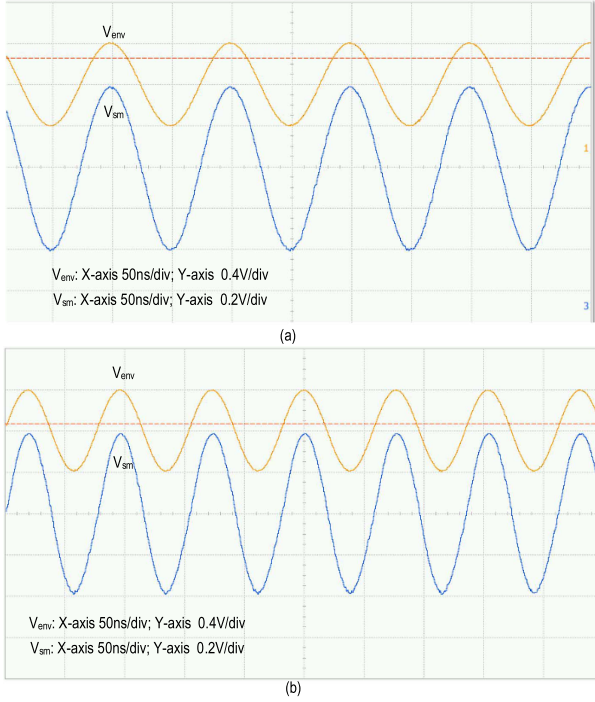 Venv
Vsm
1
Venv: X-axis 50ns/div; Y-axis 0.4V/div
Vsm: X-axis 50ns/div; Y-axis 0.2V/div
3
(a)
Venv
Vsm
Venv: X-axis 50ns/div; Y-axis 0.4V/div
Vsm: X-axis 50ns/div; Y-axis 0.2V/div
(b)